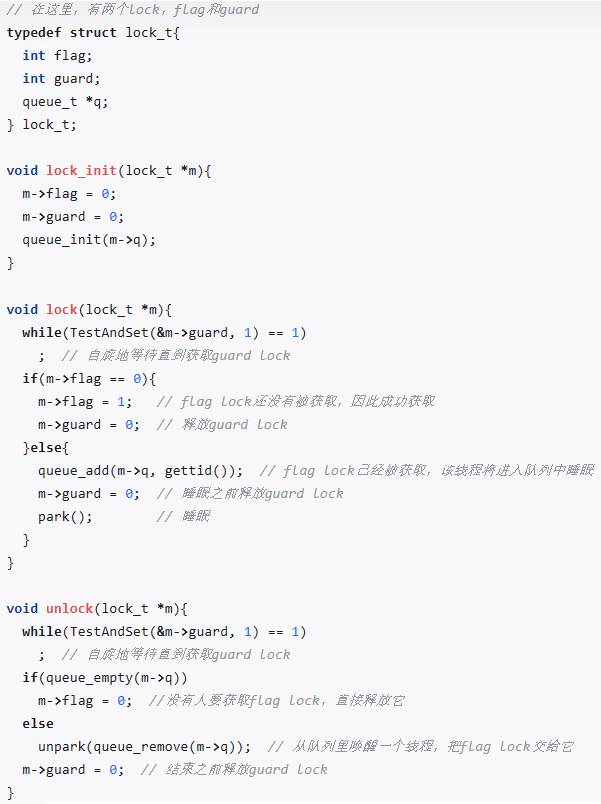 // 在这里，有两个lock，flag和guard
typedef struct lock_t{
  int flag;
  int guard;
  queue_t *q;
} lock_t;

void lock_init(lock_t *m){
  m->flag = 0;
  m->guard = 0;
  queue_init(m->q);
}

void lock(lock_t *m){
  while(TestAndSet(&m->guard, 1) == 1)
    ;  // 自旋地等待直到获取guard lock
  if(m->flag == 0){
    m->flag = 1;   // flag lock还没有被获取，因此成功获取
    m->guard = 0;  // 释放guard lock
  }else{
    queue_add(m->q, gettid());  // flag lock已经被获取，该线程将进入队列中睡眠
    m->guard = 0;  // 睡眠之前释放guard lock
    park();        // 睡眠
  }
}

void unlock(lock_t *m){
  while(TestAndSet(&m->guard, 1) == 1)
    ;  // 自旋地等待直到获取guard lock
  if(queue_empty(m->q))
    m->flag = 0;  //没有人要获取flag lock，直接释放它
  else
    unpark(queue_remove(m->q));  // 从队列里唤醒一个线程，把flag lock交给它
  m->guard = 0;  // 结束之前释放guard lock
}